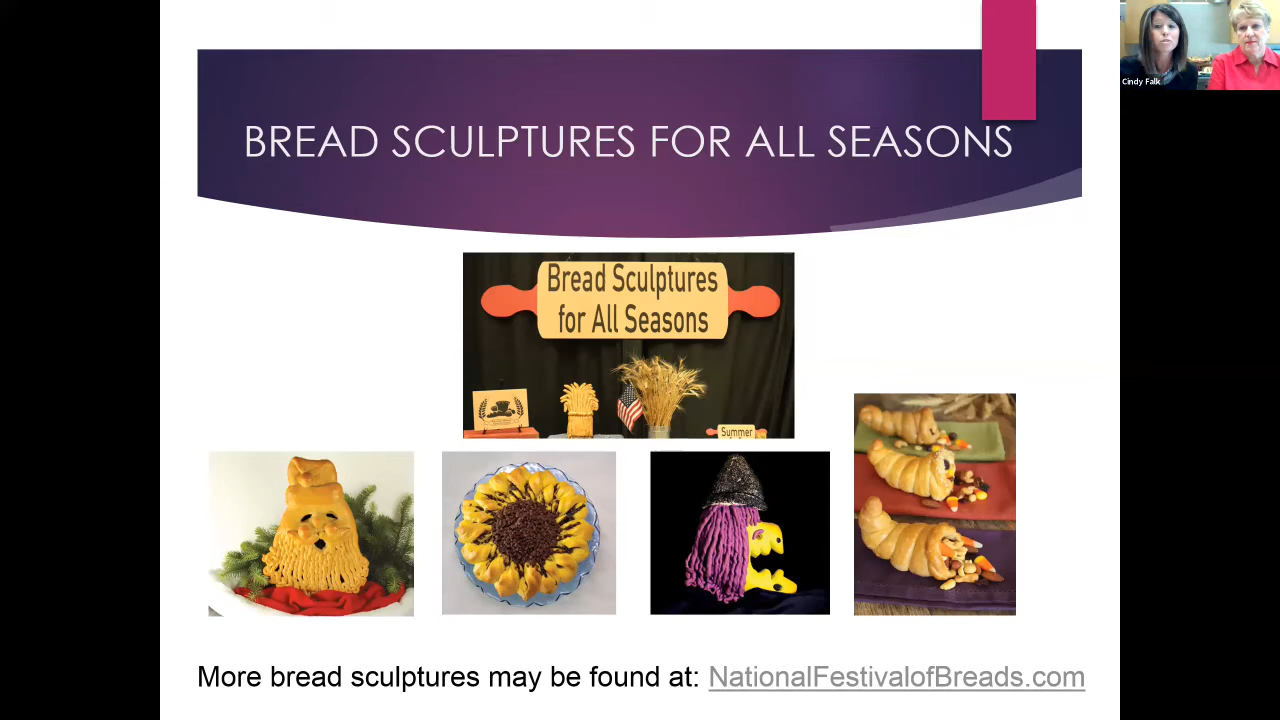 Cindy Falk
BREAD SCULPTURES FOR ALL SEASONS
Bread Sculptures
for All Seasons
Summer
More bread sculptures may be found at: NationalFestivalofBreads.com